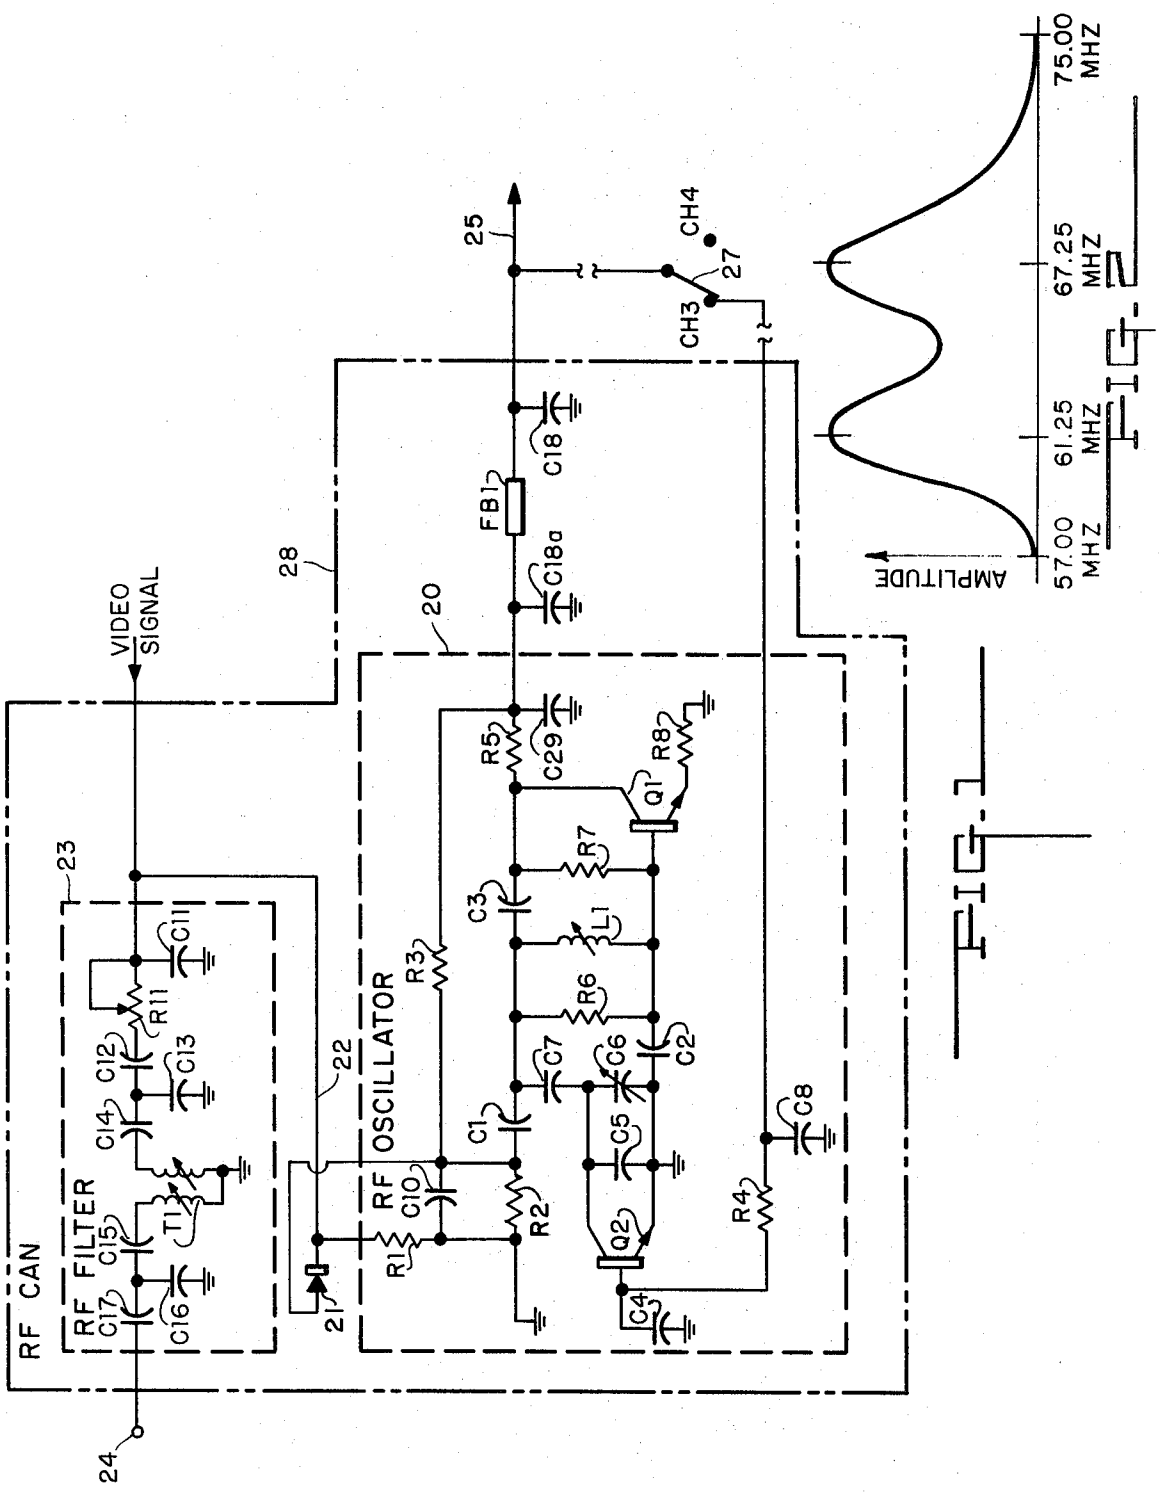 RF CAN
RF FILTER
23
24
C17
C16
C15
T1
C14
C13
C12
R11
C11
VIDEO
SIGNAL
28
22
21
RF OSCILLATOR
20
R1
C10
R3
R2
C1
C7
C6
C5
R6
L1
C3
R7
R5
C29
C18a
FB1
C18
25
Q2
C4
C2
Q1
R8
R4
C8
CH3
CH4
27
FIG. 1
AMPLITUDE
57.00
MHZ
61.25
MHZ
67.25
MHZ
75.00
MHZ
FIG. 2